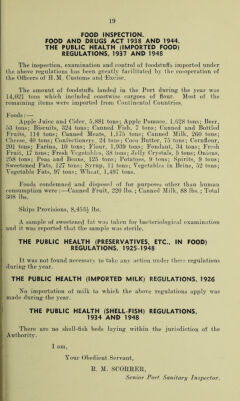 19
FOOD INSPECTION.
FOOD AND DRUGS ACT 1938 AND 1944.
THE PUBLIC HEALTH (IMPORTED FOOD)
REGULATIONS, 1937 AND 1948
The inspection, examination and control of foodstuffs imported under
the above regulations has been greatly facilitated by the co-operation of
the Officers of H.M. Customs and Excise.
The amount of foodstuffs landed in the Port during the year was
14,021 tons which included coastwise cargoes of flour. Most of the
remaining items were imported from Continental Countries.
Foods:—
Apple Juice and Cider, 5,881 tons; Apple Pomace, 1,628 tons; Beer,
53 tons; Biscuits, 324 tons; Canned Fish, 7 tons; Canned and Bottled
Fruits, 114 tons; Canned Meats, 1,175 tons; Canned Milk, 260 tons;
Cheese, 40 tons; Confectionery, 24 tons; Coco Butter, 75 tons; Cornflour,
201 tons; Farina, 10 tons; Flour, 1,939 tons; Fondant, 34 tons; Fresh
Fruit, 12 tons; Fresh Vegetables, 38 tons; Jelly Crystals, 5 tons; Onions,
258 tons; Peas and Beans, 125 tons; Potatoes, 9 tons; Spirits, 9 tons;
Sweetened Fats, 127 tons; Syrup, 11 tons; Vegetables in Brine, 52 tons;
Vegetable Fats, 97 tons; Wheat, 1,497 tons.
Foods condemned and disposed of for purposes other than human
consumption were:—Canned Fruit, 220 lbs.; Canned Milk, 88 lbs.; Total
308 lbs.
Ships Provisions, 8,453½ lbs.
A sample of sweetened fat was taken for bacteriological examination
and it was reported that the sample was sterile.
THE PUBLIC HEALTH (PRESERVATIVES, ETC., IN FOOD)
REGULATIONS, 1925-1948
It was not found necessary to take any action under these regulations
during the year.
THE PUBLIC HEALTH (IMPORTED MILK) REGULATIONS, 1926
No importation of milk to which the above regulations apply was
made during the year.
THE PUBLIC HEALTH (SHELL-FISH) REGULATIONS,
1934 AND 1948
There are no shell-fish beds laying within the jurisdiction of the
Authority.
I am,
Your Obedient Servant,
R. M. SCORRER,
Senior Port Sanitary Inspector.